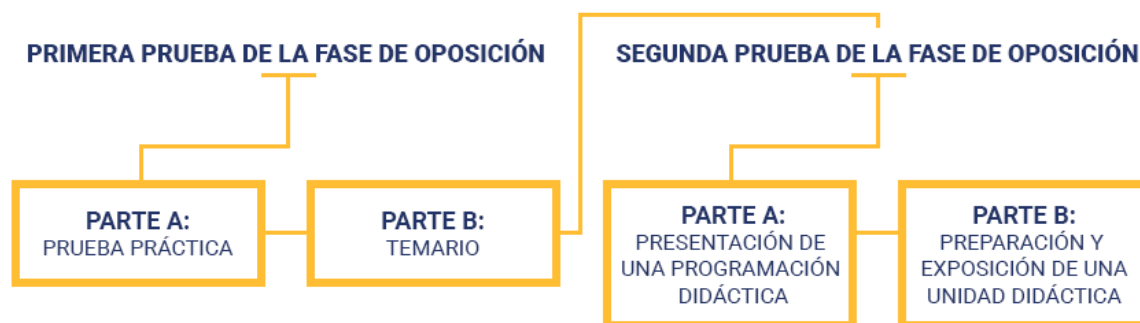 PRIMERA PRUEBA DE LA FASE DE OPOSICIÓN
PARTE A:
PRUEBA PRÁCTICA
PARTE B:
TEMARIO
SEGUNDA PRUEBA DE LA FASE DE OPOSICIÓN
PARTE A:
PRESENTACIÓN DE
UNA PROGRAMACIÓN
DIDÁCTICA
PARTE B:
PREPARACIÓN Y
EXPOSICIÓN DE UNA
UNIDAD DIDÁCTICA